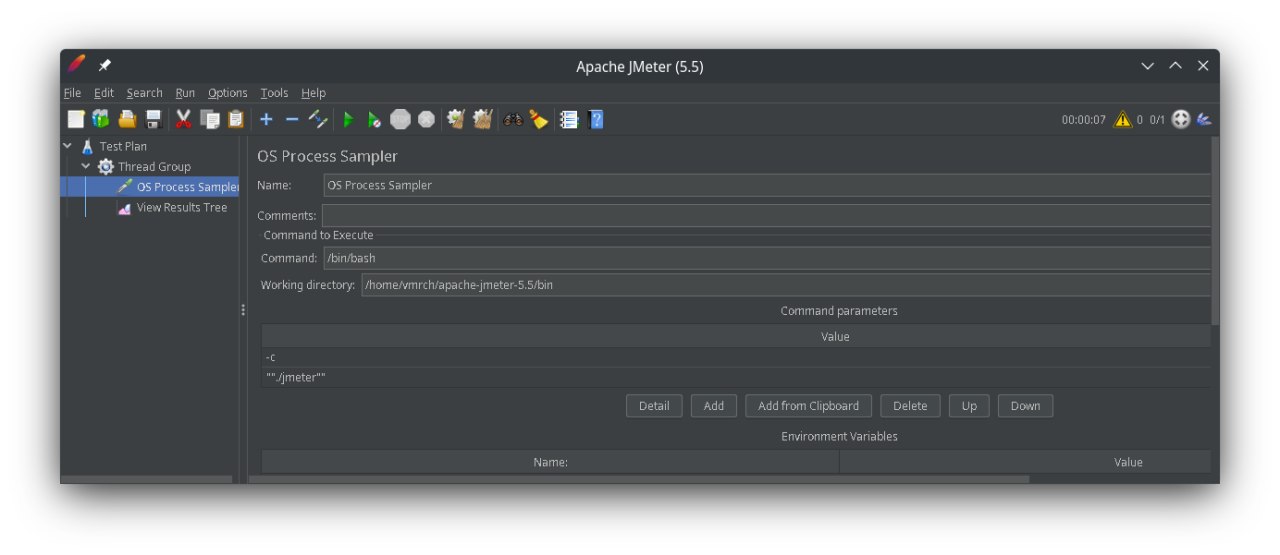 Apache JMeter (5.5)
File Edit Search Run Options Tools Help
00:00:07 0 0/1
Test Plan
Thread Group
OS Process Sampler
View Results Tree
OS Process Sampler
Name: OS Process Sampler
Comments:
Command to Execute
Command: /bin/bash
Working directory: /home/vmrch/apache-jmeter-5.5/bin
Command parameters
Value
-c
""./jmeter""
Detail Add Add from Clipboard Delete Up Down
Environment Variables
Name: Value